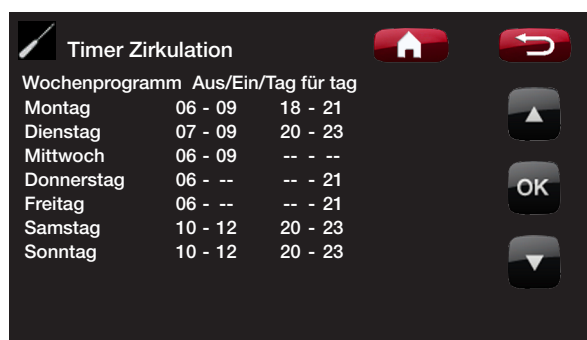 Timer Zirkulation
Wochenprogramm Aus/Ein/Tag für tag
Montag 06 - 09 18 - 21
Dienstag 07 - 09 20 - 23
Mittwoch 06 - 09 -- - --
Donnerstag 06 - -- -- - 21
Freitag 06 - -- -- - 21
Samstag 10 - 12 20 - 23
Sonntag 10 - 12 20 - 23
OK